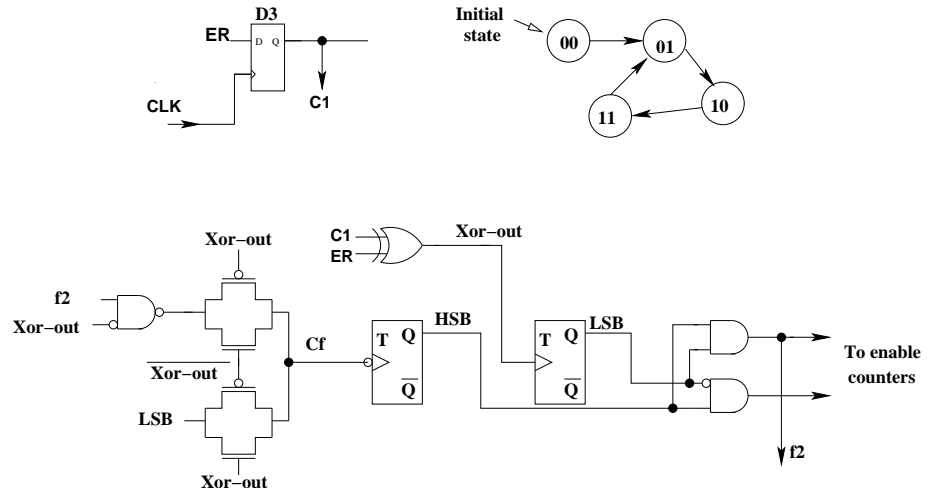 D3
ER
D Q
CLK
C1
Initial
state
00
01
11
10
Xor-out
C1
ER
Xor-out
f2
Xor-out
Xor-out
HSB
LSB
Cf
T Q
Q
T Q
Q
To enable
counters
LSB
Xor-out
f2